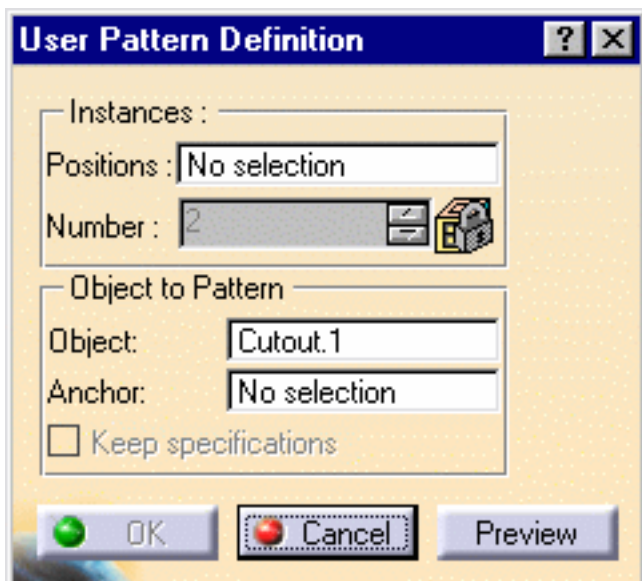 User Pattern Definition ? X
Instances :
Positions : No selection
Number : 2
Object to Pattern
Object: Cutout.1
Anchor: No selection
Keep specifications
OK Cancel Preview